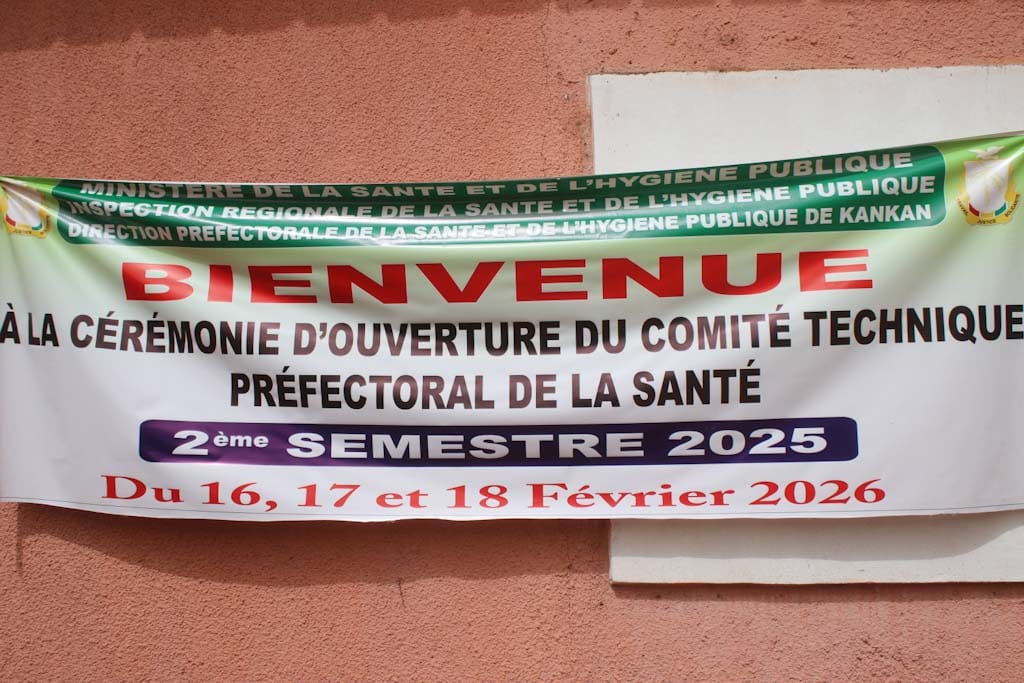 MINISTERE DE LA SANTE ET DE L'HYGIENE PUBLIQUE
INSPECTION REGIONALE DE LA SANTE ET DE L'HYGIENE PUBLIQUE
DIRECTION PREFECTORALE DE LA SANTE ET DE L'HYGIENE PUBLIQUE DE KANKAN
BIENVENUE
À LA CÉRÉMONIE D'OUVERTURE DU COMITÉ TECHNIQUE
PRÉFECTORAL DE LA SANTÉ
2ème SEMESTRE 2025
Du 16, 17 et 18 Février 2026